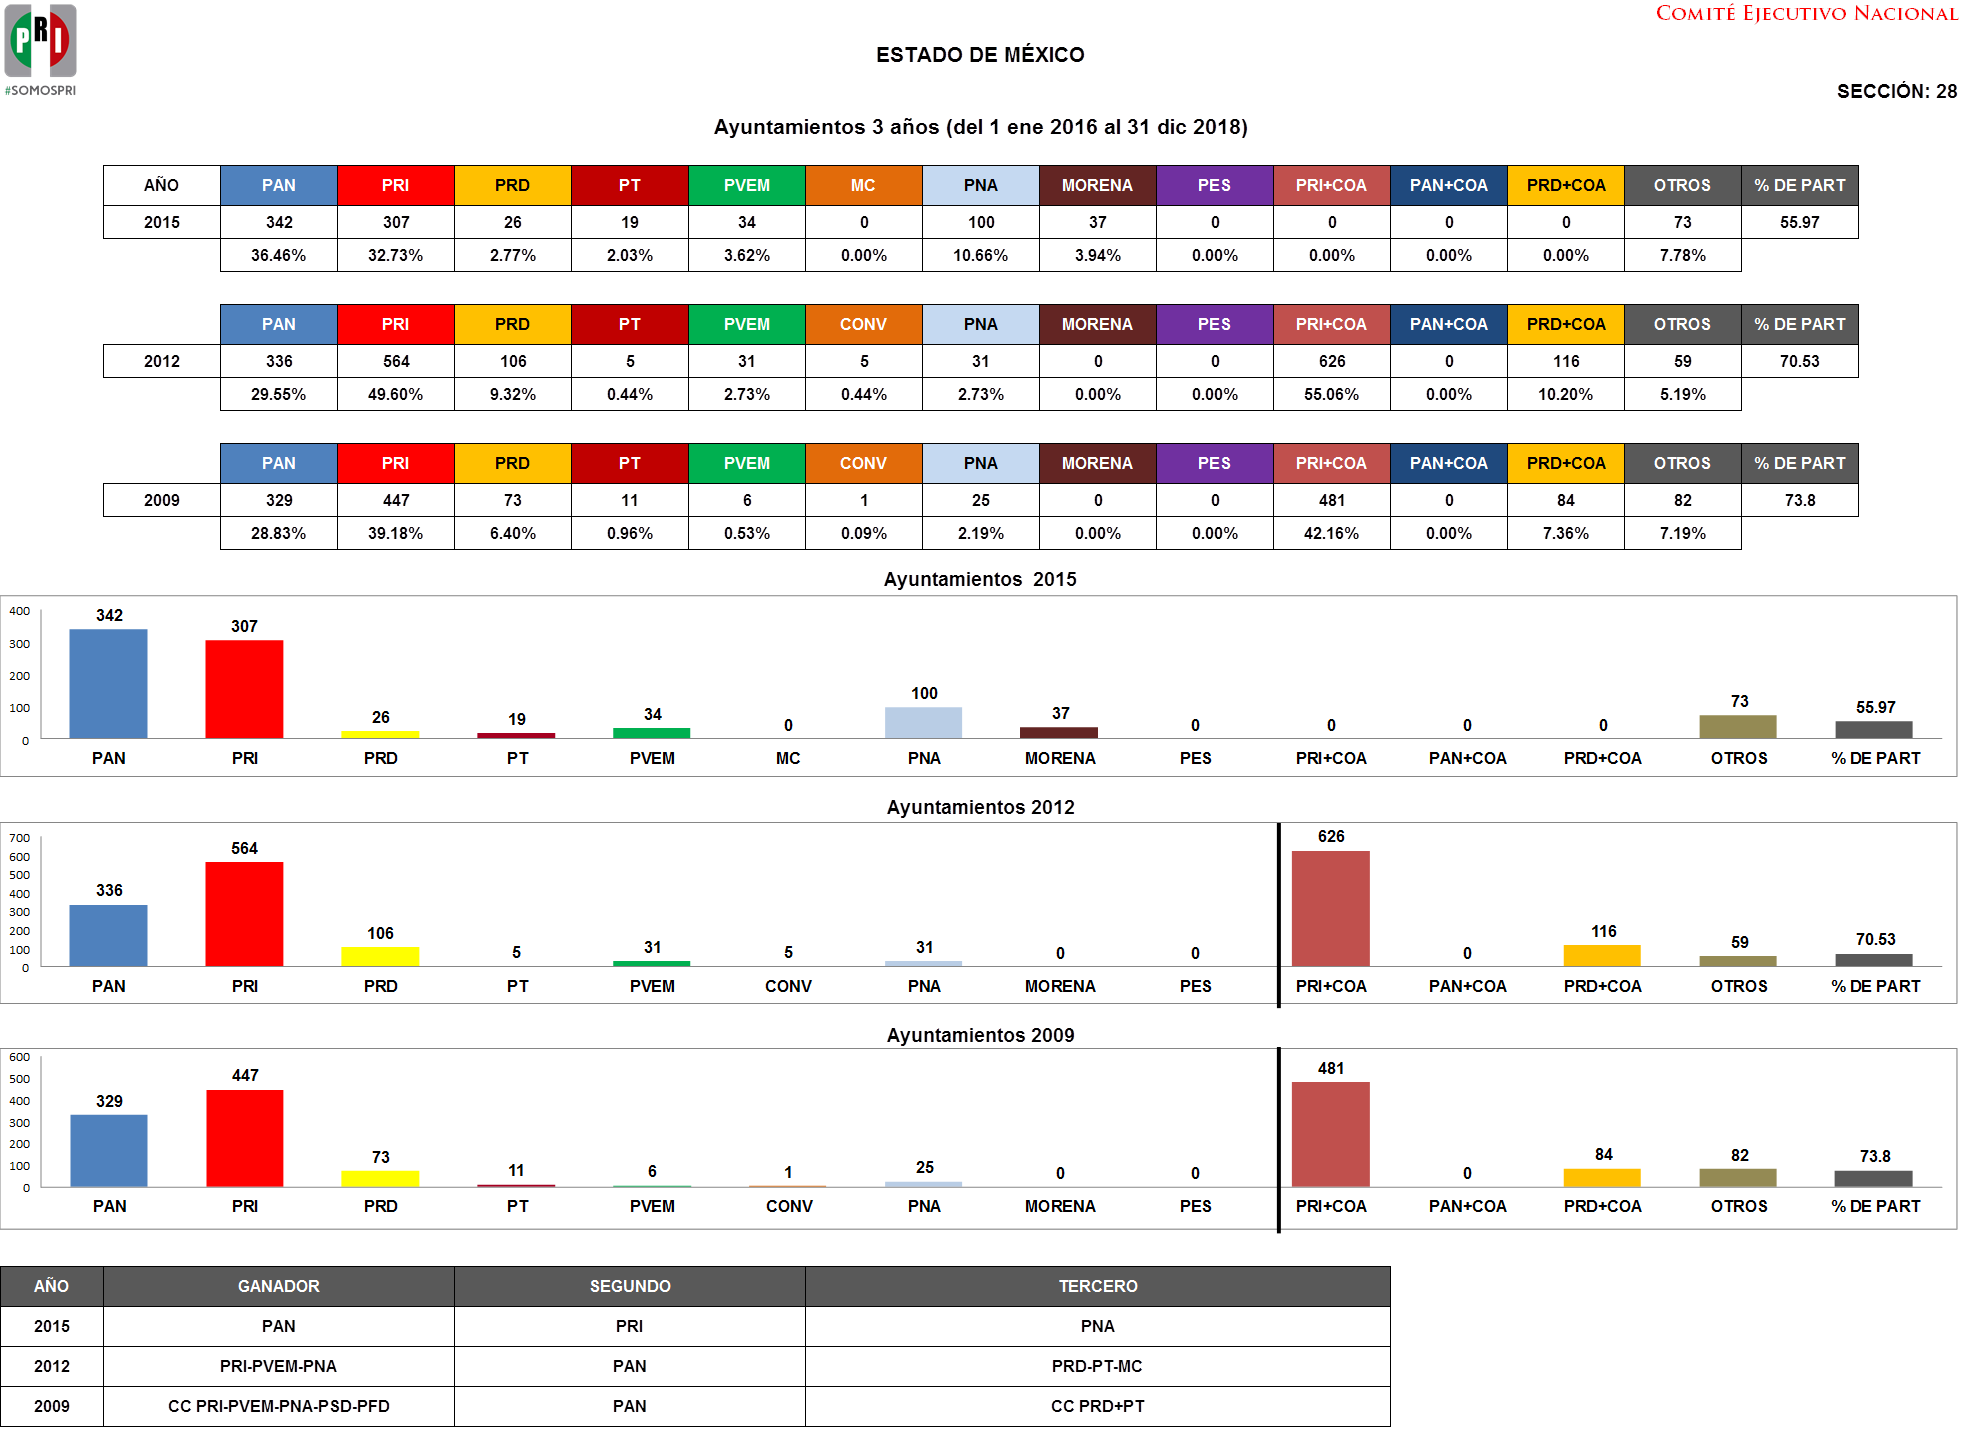 COMITÉ EJECUTIVO NACIONAL
PRI
#SOMOSPRI
ESTADO DE MÉXICO
SECCIÓN: 28
Ayuntamientos 3 años (del 1 ene 2016 al 31 dic 2018)
AÑO PAN PRI PRD PT PVEM MC PNA MORENA PES PRI+COA PAN+COA PRD+COA OTROS % DE PART
2015 342 307 26 19 34 0 100 37 0 0 0 0 73 55.97
36.46% 32.73% 2.77% 2.03% 3.62% 0.00% 10.66% 3.94% 0.00% 0.00% 0.00% 0.00% 7.78%
PAN PRI PRD PT PVEM CONV PNA MORENA PES PRI+COA PAN+COA PRD+COA OTROS % DE PART
2012 336 564 106 5 31 5 31 0 0 626 0 116 59 70.53
29.55% 49.60% 9.32% 0.44% 2.73% 0.44% 2.73% 0.00% 0.00% 55.06% 0.00% 10.20% 5.19%
PAN PRI PRD PT PVEM CONV PNA MORENA PES PRI+COA PAN+COA PRD+COA OTROS % DE PART
2009 329 447 73 11 6 1 25 0 0 481 0 84 82 73.8
28.83% 39.18% 6.40% 0.96% 0.53% 0.09% 2.19% 0.00% 0.00% 42.16% 0.00% 7.36% 7.19%
Ayuntamientos 2015
400
300
200
100
0
342 307 26 19 34 0 100 37 0 0 0 0 73 55.97
PAN PRI PRD PT PVEM MC PNA MORENA PES PRI+COA PAN+COA PRD+COA OTROS % DE PART
Ayuntamientos 2012
700
600
500
400
300
200
100
0
336 564 106 5 31 5 31 0 0 626 0 116 59 70.53
PAN PRI PRD PT PVEM CONV PNA MORENA PES PRI+COA PAN+COA PRD+COA OTROS % DE PART
Ayuntamientos 2009
600
500
400
300
200
100
0
329 447 73 11 6 1 25 0 0 481 0 84 82 73.8
PAN PRI PRD PT PVEM CONV PNA MORENA PES PRI+COA PAN+COA PRD+COA OTROS % DE PART
AÑO GANADOR SEGUNDO TERCERO
2015 PAN PRI PNA
2012 PRI-PVEM-PNA PAN PRD-PT-MC
2009 CC PRI-PVEM-PNA-PSD-PFD PAN CC PRD+PT